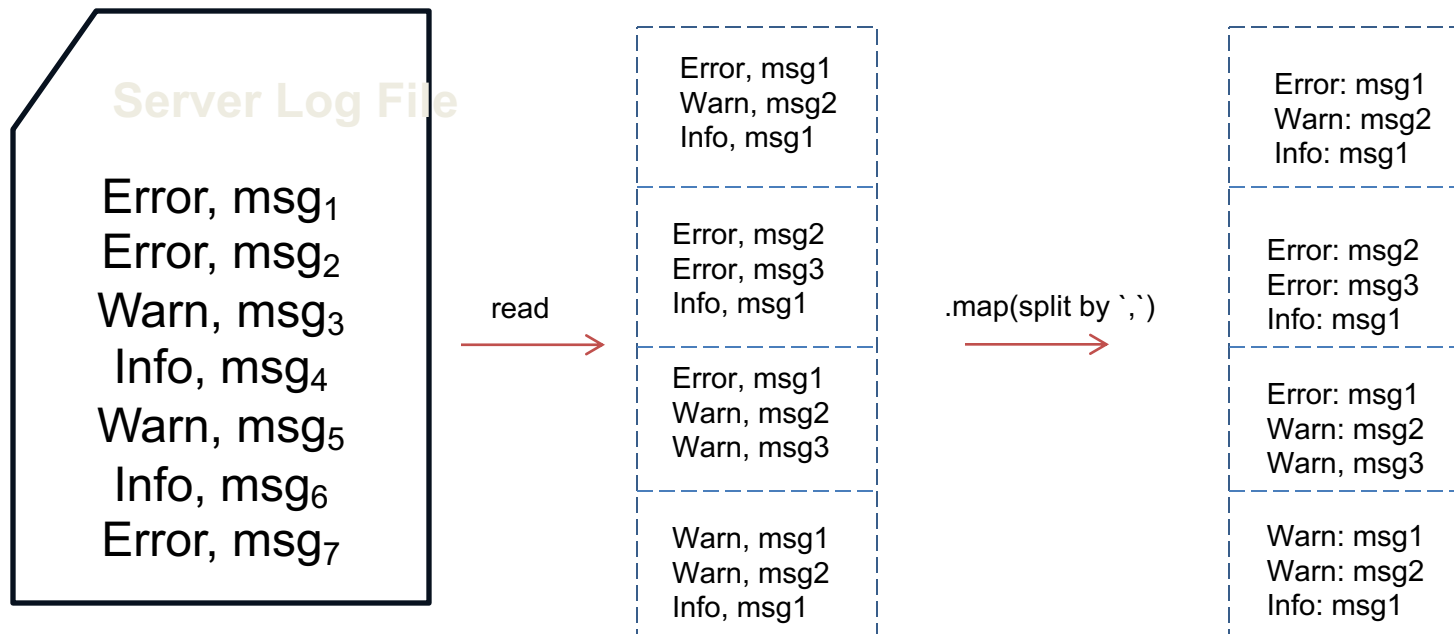 Server Log File
Error, msg₁
Error, msg₂
Warn, msg₃
Info, msg₄
Warn, msg₅
Info, msg₆
Error, msg₇
read
Error, msg1
Warn, msg2
Info, msg1
Error, msg2
Error, msg3
Info, msg1
Error, msg1
Warn, msg2
Warn, msg3
Warn, msg1
Warn, msg2
Info, msg1
.map(split by `,`)
Error: msg1
Warn: msg2
Info: msg1
Error: msg2
Error: msg3
Info: msg1
Error: msg1
Warn: msg2
Warn, msg3
Warn: msg1
Warn: msg2
Info: msg1